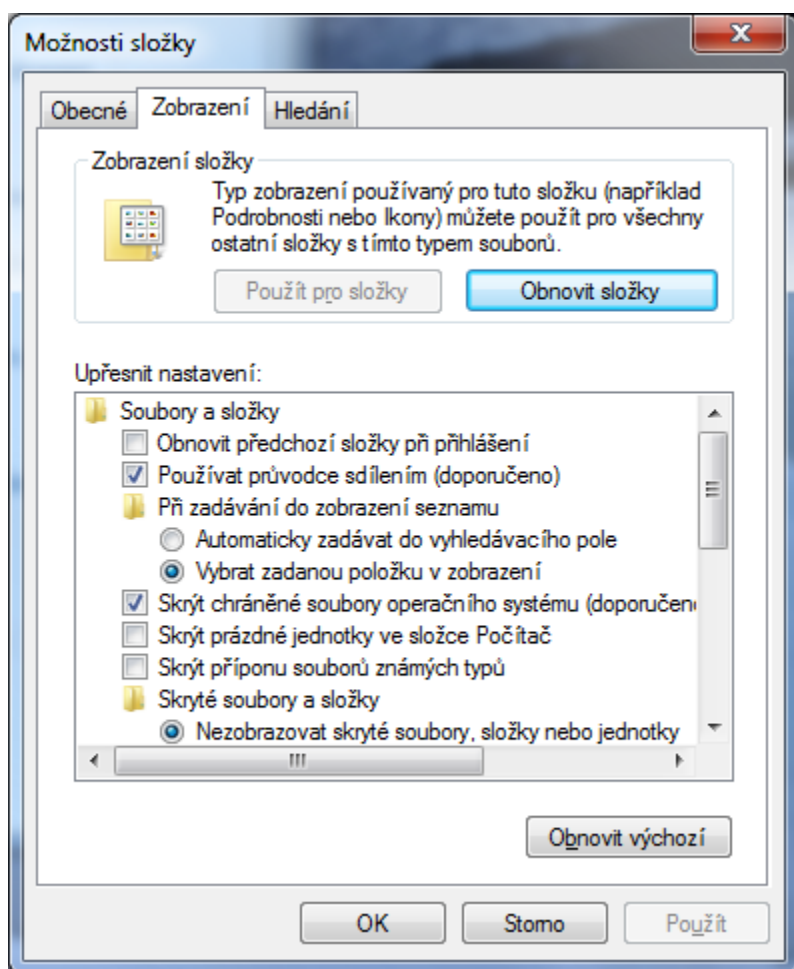 Možnosti složky
Obecné
Zobrazení
Hledání
Zobrazení složky
Typ zobrazení používaný pro tuto složku (například
Podrobnosti nebo Ikony) můžete použít pro všechny
ostatní složky s tímto typem souborů.
Použít pro složky
Obnovit složky
Upřesnit nastavení:
Soubory a složky
Obnovit předchozí složky při přihlášení
Používat průvodce sdílením (doporučeno)
Při zadávání do zobrazení seznamu
Automaticky zadávat do vyhledávacího pole
Vybrat zadanou položku v zobrazení
Skrýt chráněné soubory operačního systému (doporučen
Skrýt prázdné jednotky ve složce Počítač
Skrýt příponu souborů známých typů
Skryté soubory a složky
Nezobrazovat skryté soubory, složky nebo jednotky
Obnovit výchozí
OK
Storno
Použít